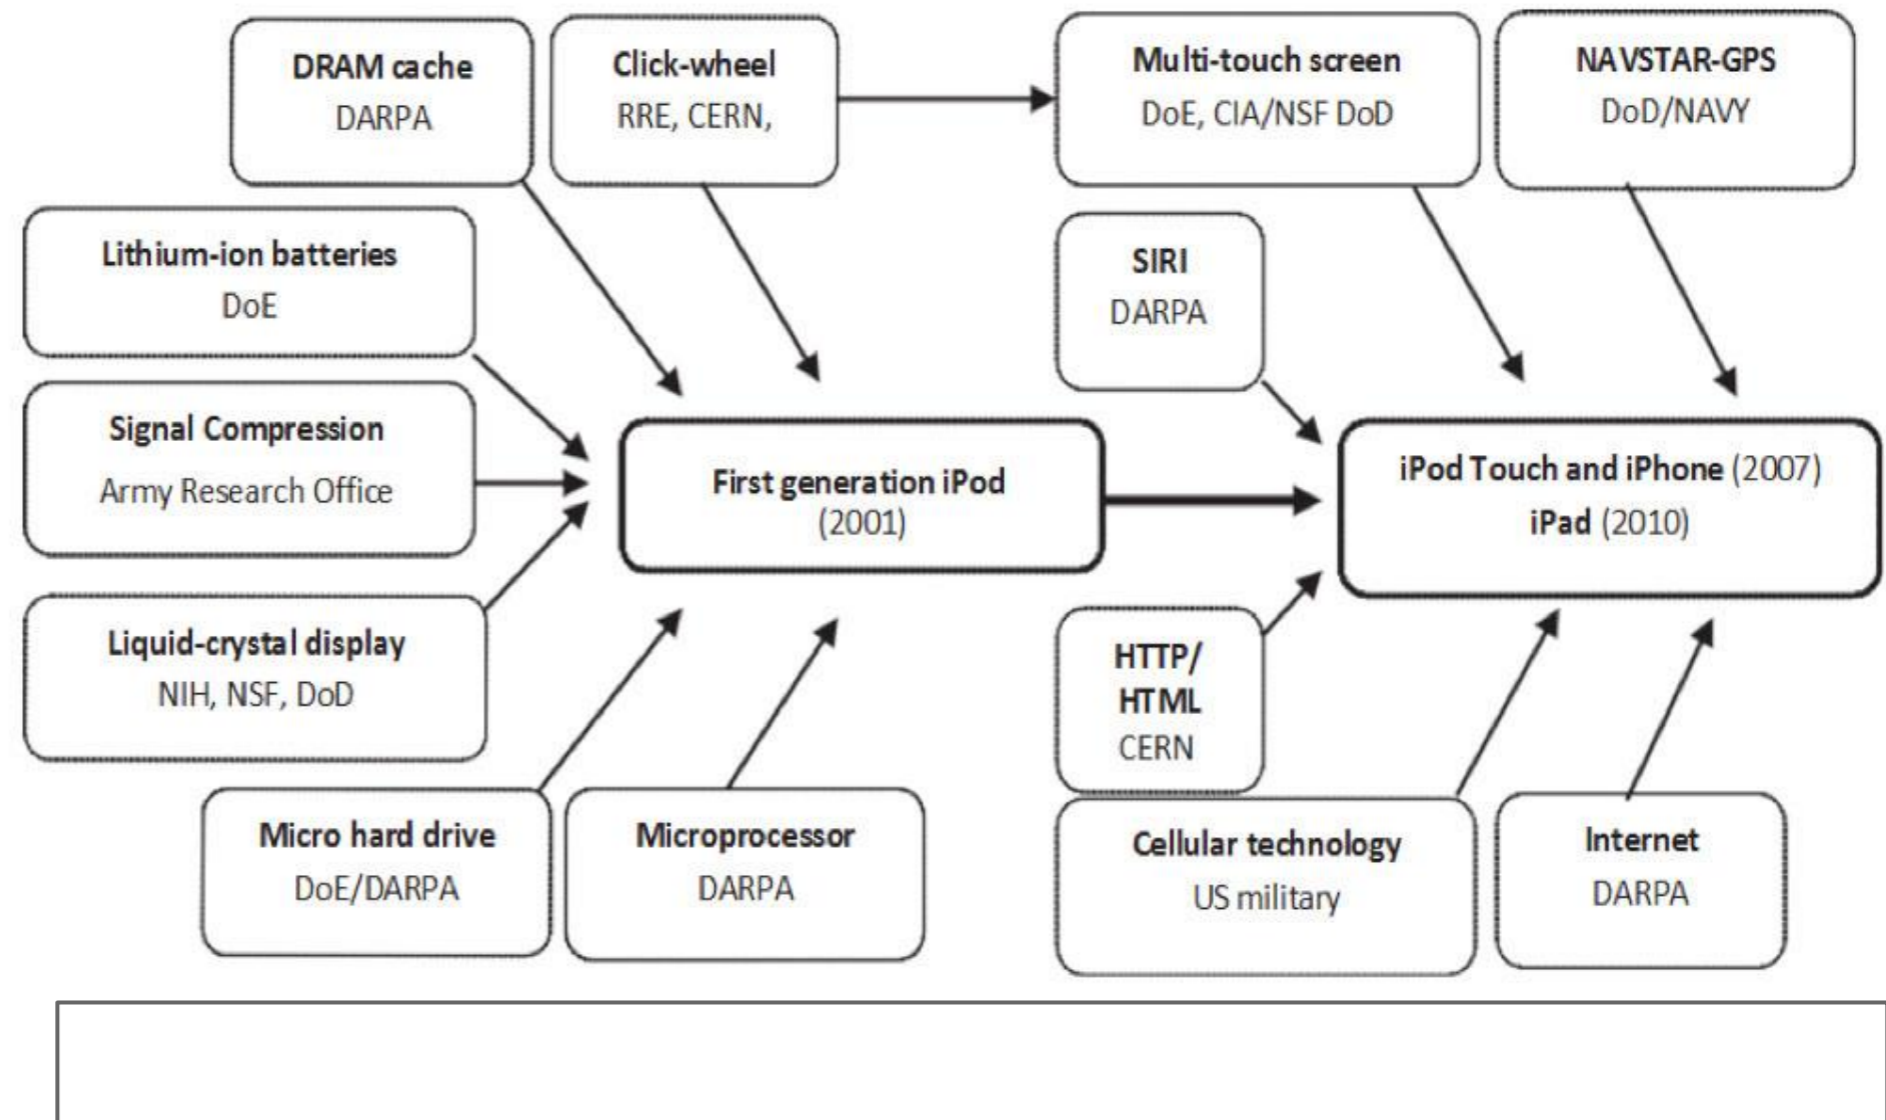 DRAM cache
DARPA
Click-wheel
RRE, CERN,
Multi-touch screen
DoE, CIA/NSF DoD
NAVSTAR-GPS
DoD/NAVY
Lithium-ion batteries
DoE
SIRI
DARPA
Signal Compression
Army Research Office
First generation iPod
(2001)
iPod Touch and iPhone (2007)
iPad (2010)
Liquid-crystal display
NIH, NSF, DoD
HTTP/
HTML
CERN
Micro hard drive
DoE/DARPA
Microprocessor
DARPA
Cellular technology
US military
Internet
DARPA